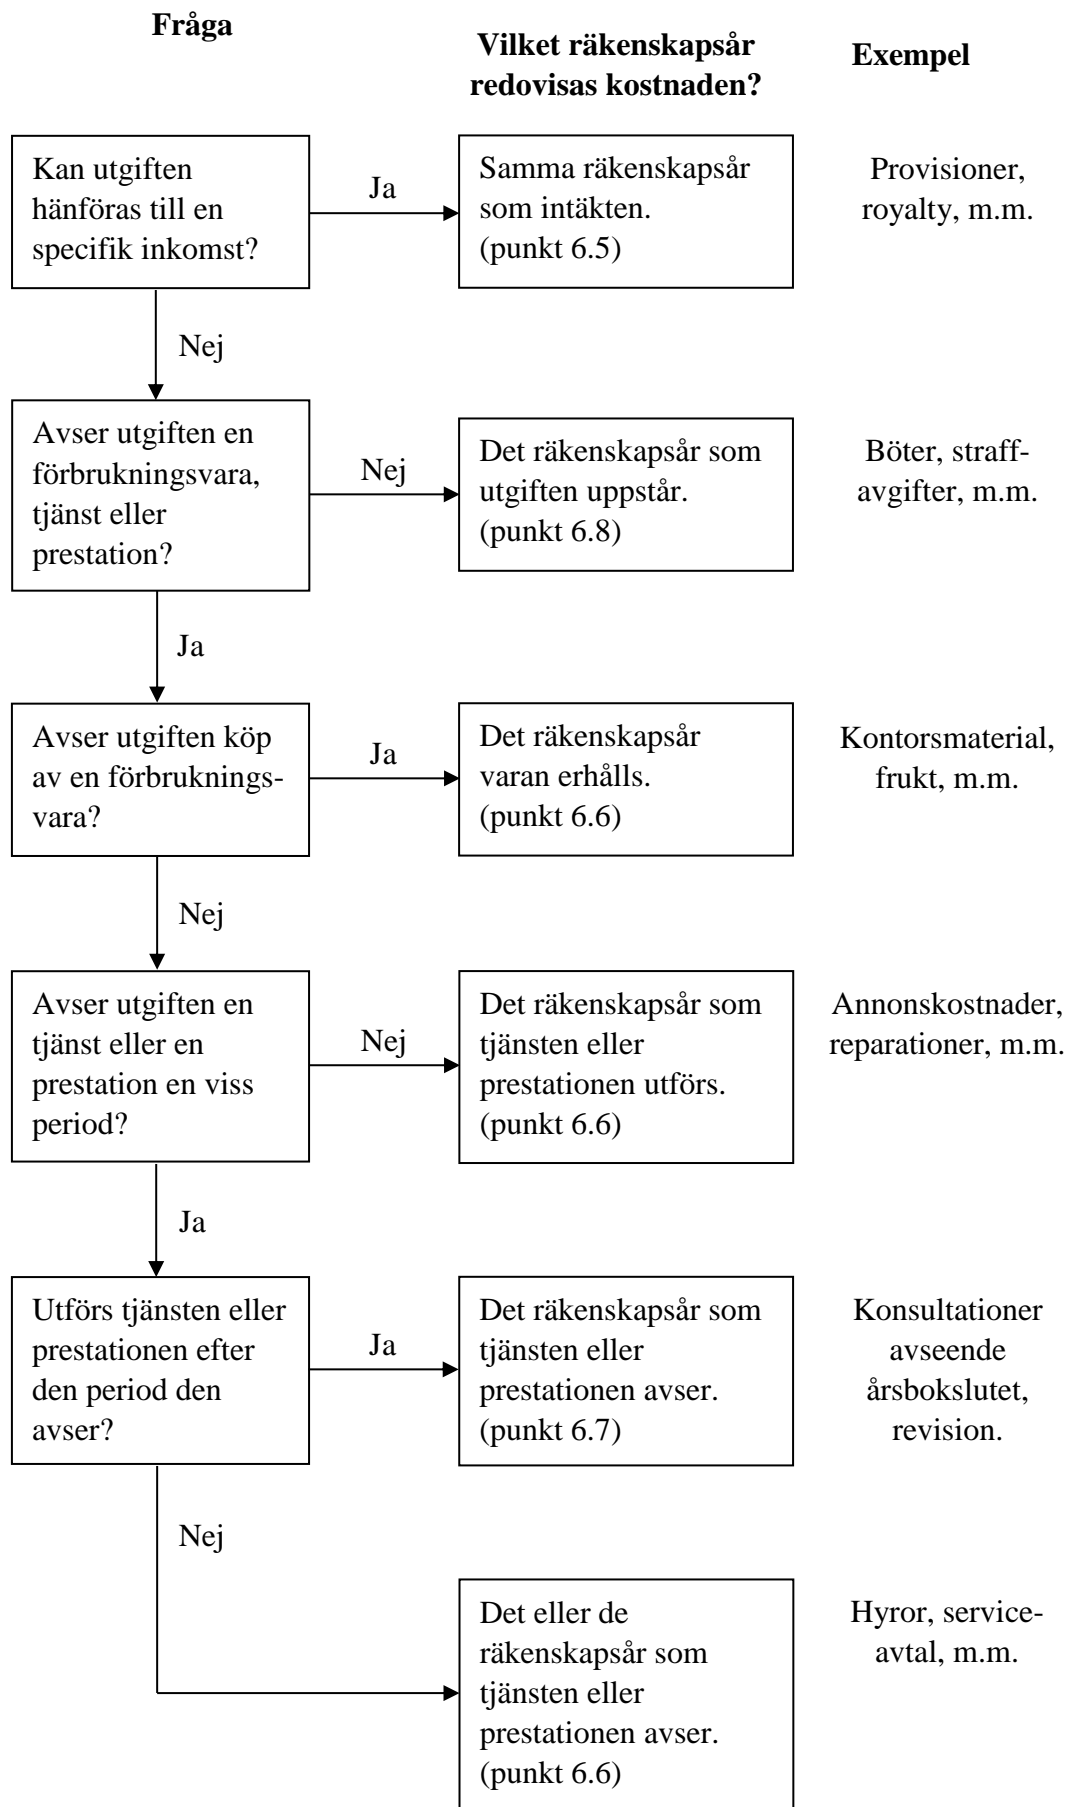 Fråga
Vilket räkenskapsår
redovisas kostnaden?
Exempel
Kan utgiften
hänföras till en
specifik inkomst?
Ja
Samma räkenskapsår
som intäkten.
(punkt 6.5)
Provisioner,
royalty, m.m.
Nej
Avser utgiften en
förbrukningsvara,
tjänst eller
prestation?
Nej
Det räkenskapsår som
utgiften uppstår.
(punkt 6.8)
Böter, straff-
avgifter, m.m.
Ja
Avser utgiften köp
av en förbruknings-
vara?
Ja
Det räkenskapsår
varan erhålls.
(punkt 6.6)
Kontorsmaterial,
frukt, m.m.
Nej
Avser utgiften en
tjänst eller en
prestation en viss
period?
Nej
Det räkenskapsår som
tjänsten eller
prestationen utförs.
(punkt 6.6)
Annonskostnader,
reparationer, m.m.
Ja
Utförs tjänsten eller
prestationen efter
den period den
avser?
Ja
Det räkenskapsår som
tjänsten eller
prestationen avser.
(punkt 6.7)
Konsultationer
avseende
årsbokslutet,
revision.
Nej
Det eller de
räkenskapsår som
tjänsten eller
prestationen avser.
(punkt 6.6)
Hyror, service-
avtal, m.m.